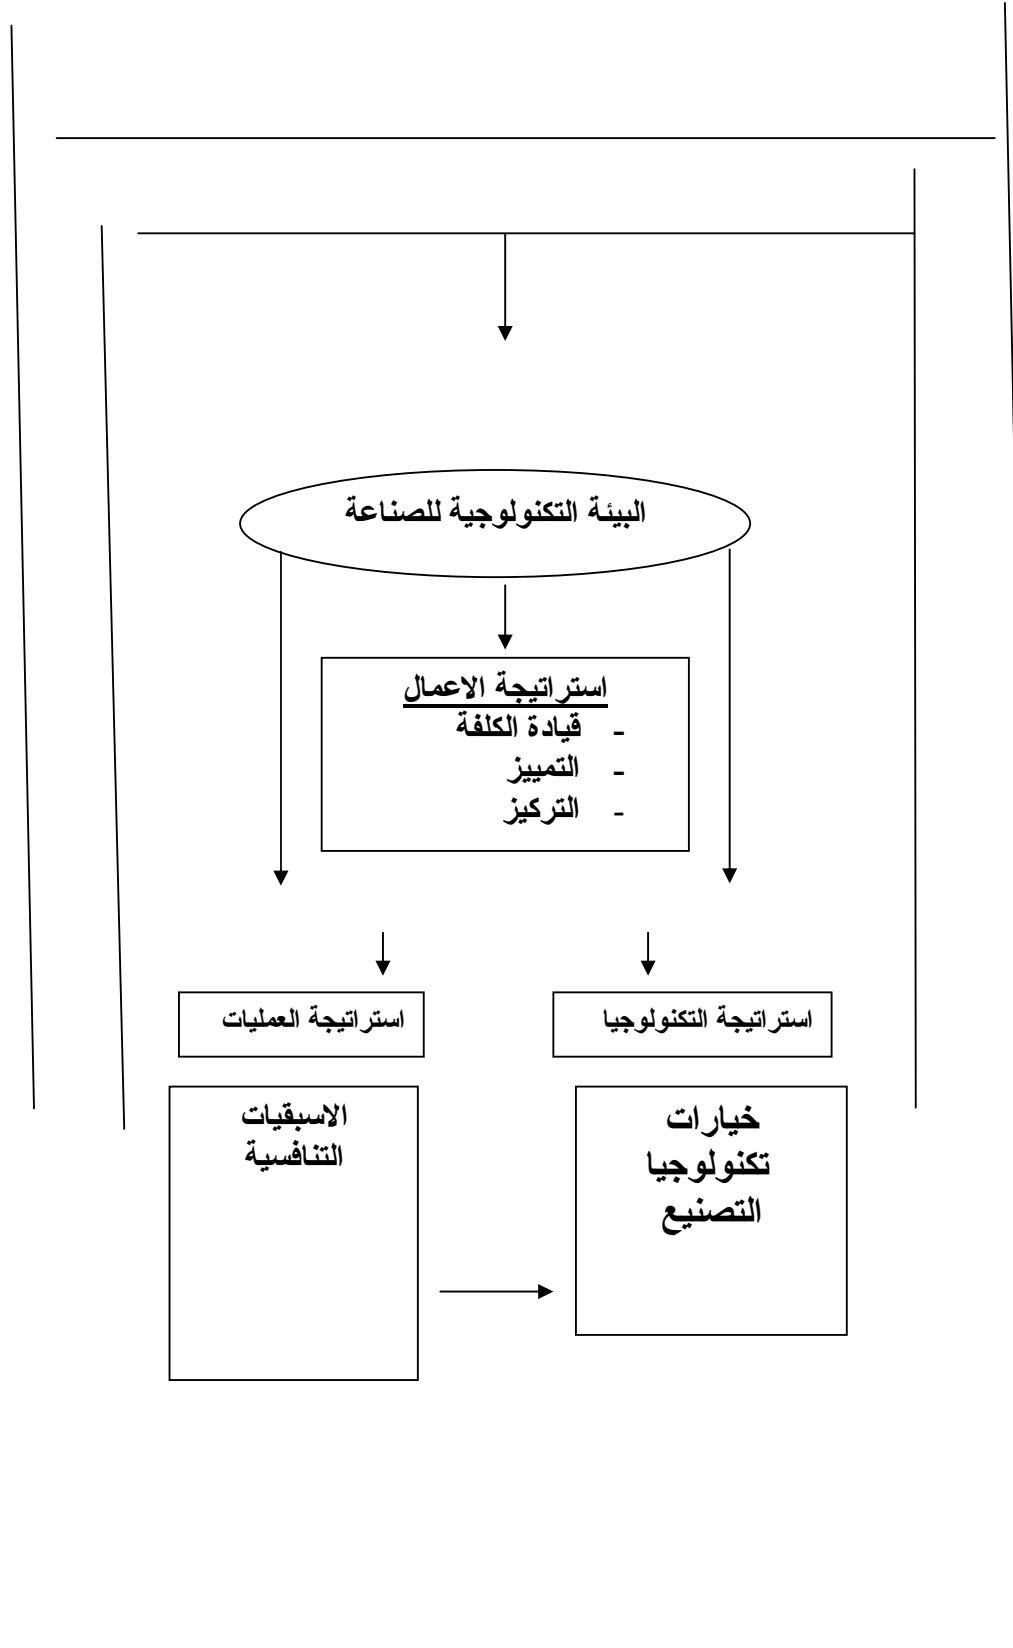 البيئة التكنولوجية للصناعة
استراتيجة الاعمال
- قيادة الكلفة
- التمييز
- التركيز
استراتيجة التكنولوجيا
استراتيجة العمليات
خيارات
تكنولوجيا
التصنيع
الاسبقيات
التنافسية